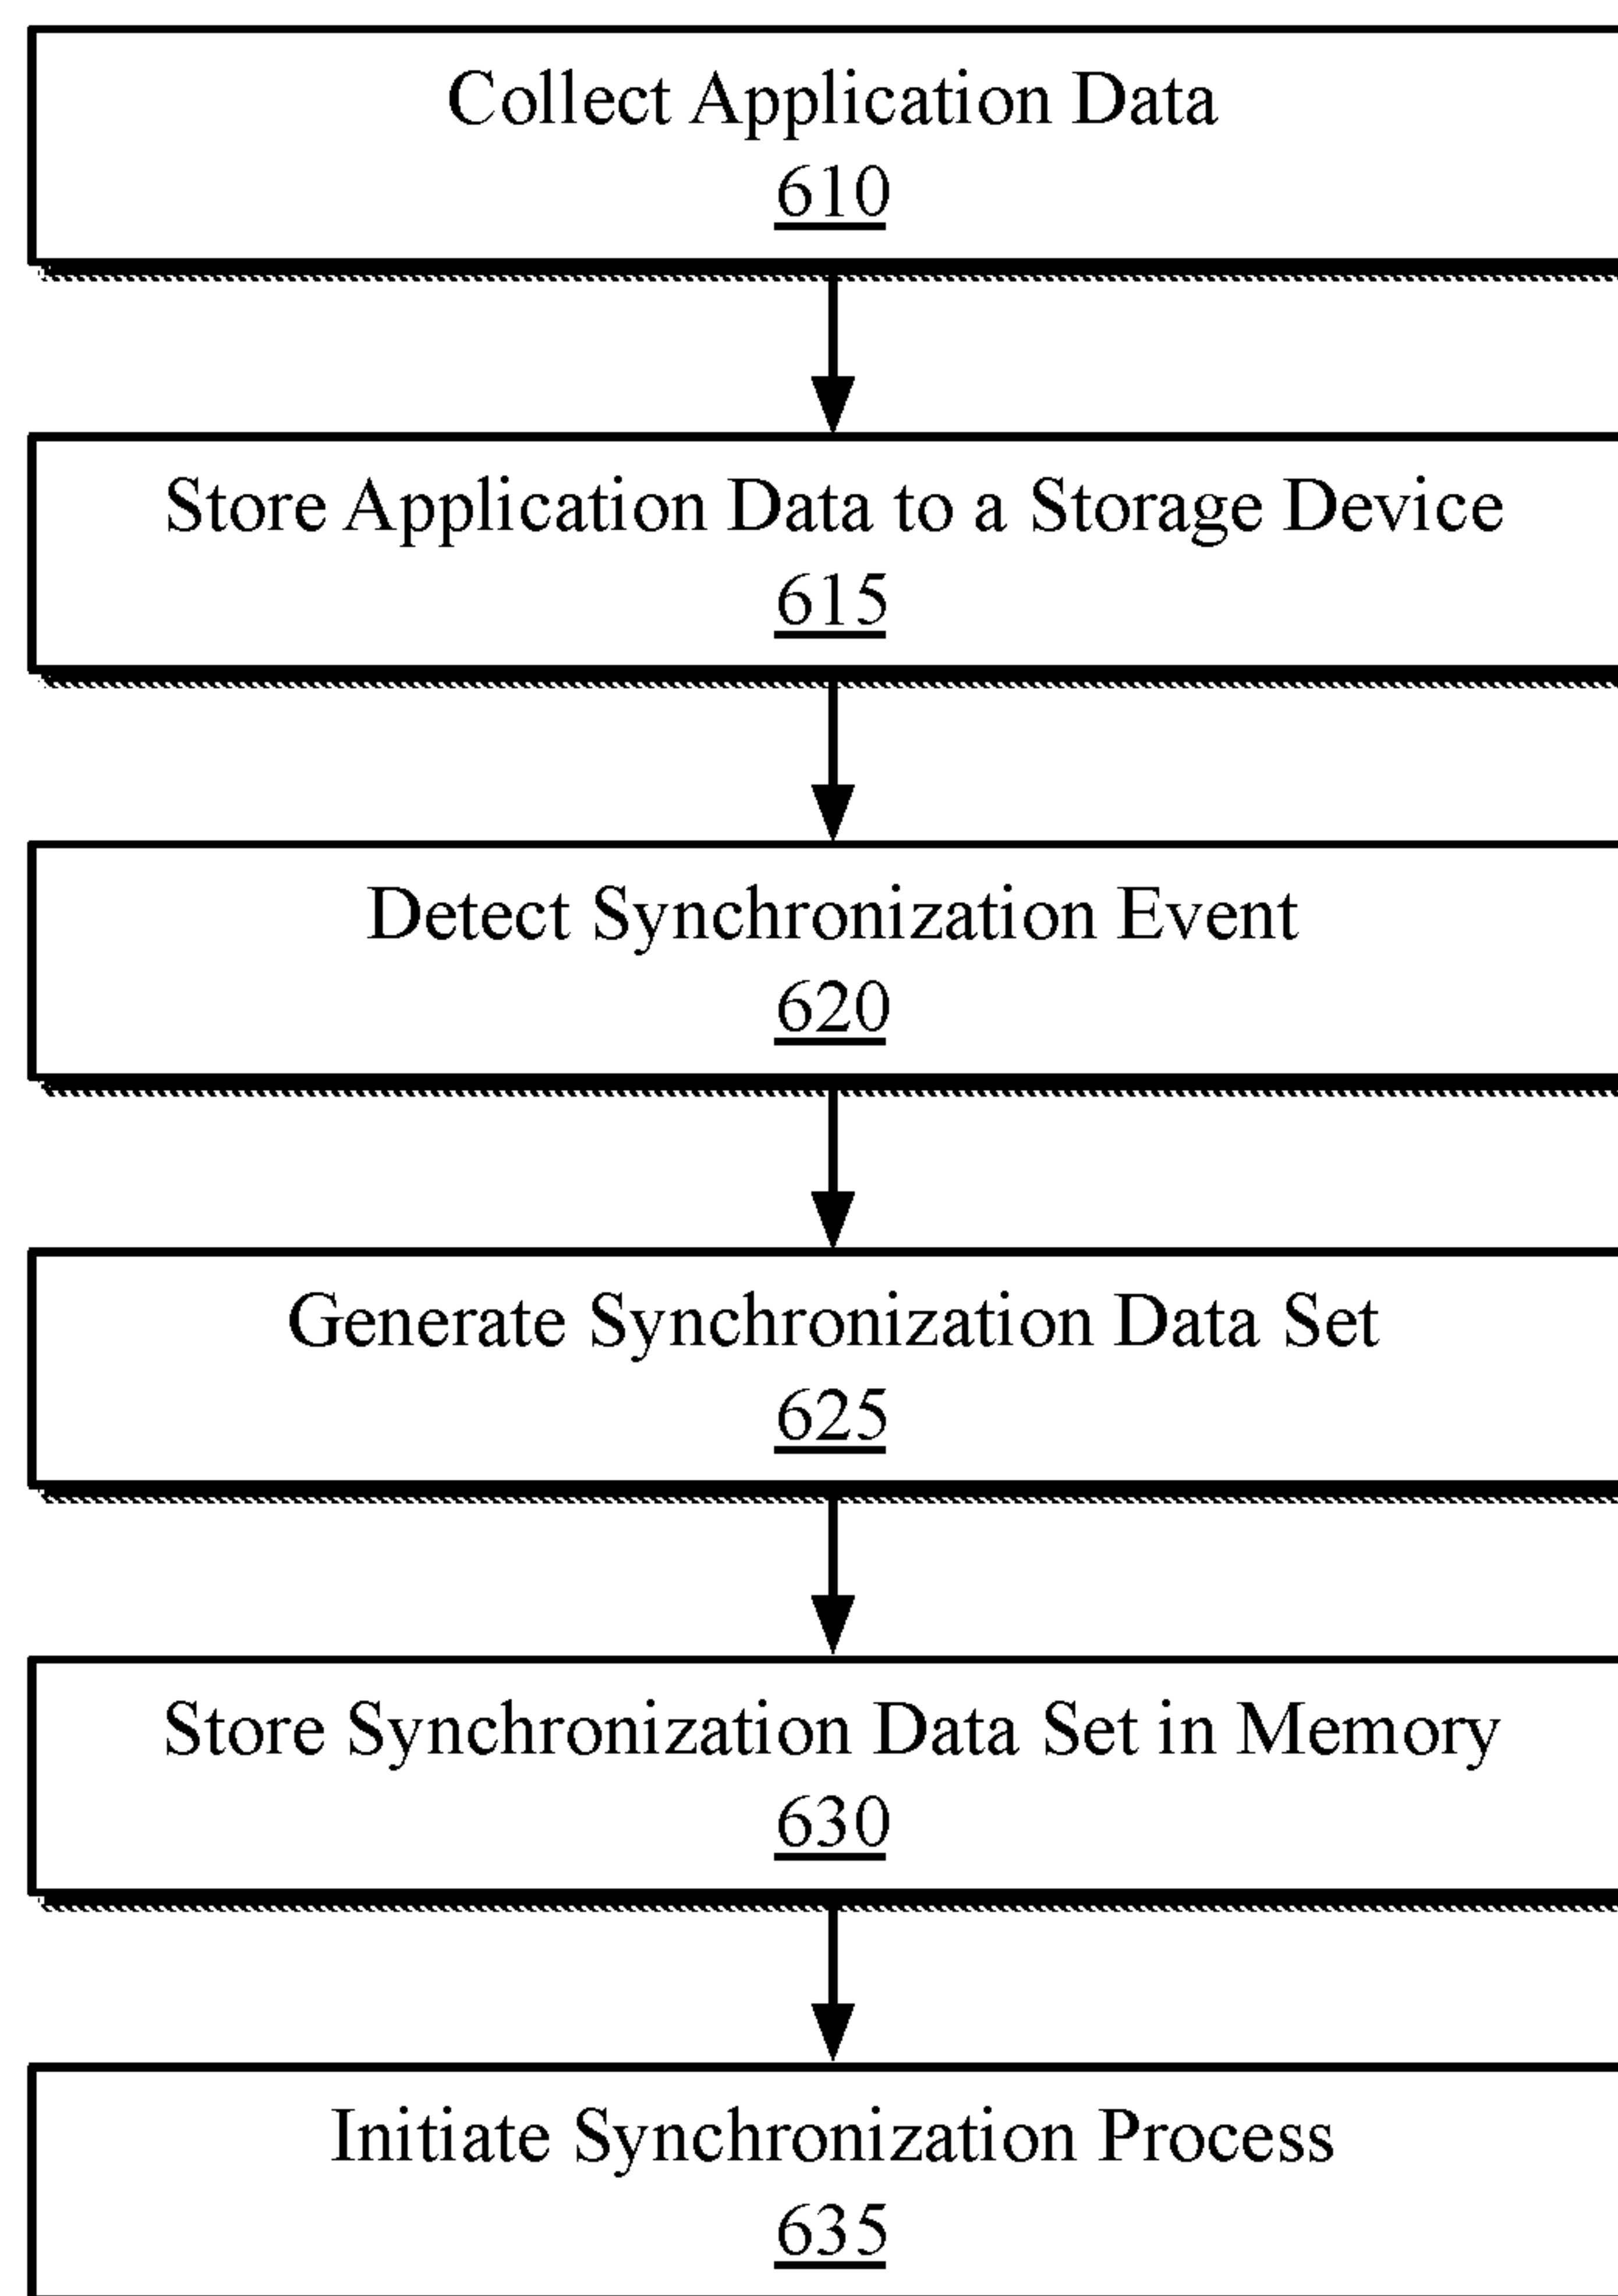 Collect Application Data
610
Store Application Data to a Storage Device
615
Detect Synchronization Event
620
Generate Synchronization Data Set
625
Store Synchronization Data Set in Memory
630
Initiate Synchronization Process
635